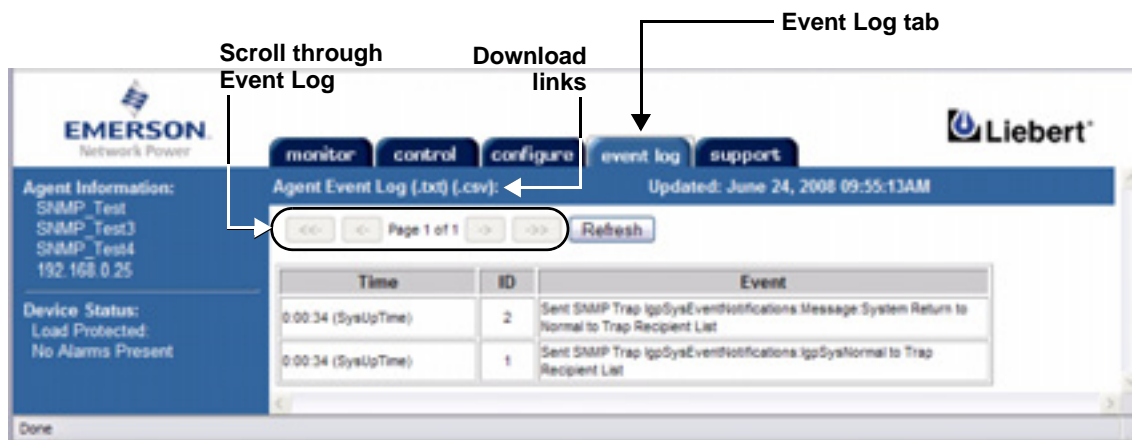 Event Log tab
Scroll through
Event Log
Download
links
EMERSON
Network Power
Liebert
monitor control configure event log support
Agent Information:
SNMP_Test
SNMP_Test3
SNMP_Test4
192.168.0.25
Device Status:
Load Protected:
No Alarms Present
Agent Event Log (.txt) (.csv):
Updated: June 24, 2008 09:55:13AM
<<- <- Page 1 of 1 -> ->> Refresh
Time ID Event
0:00:34 (SysUpTime) 2 Sent SNMP Trap lgpSysEventNotifications:Message:System Return to
Normal to Trap Recipient List
0:00:34 (SysUpTime) 1 Sent SNMP Trap lgpSysEventNotifications:lgpSysNormal to Trap
Recipient List
Done